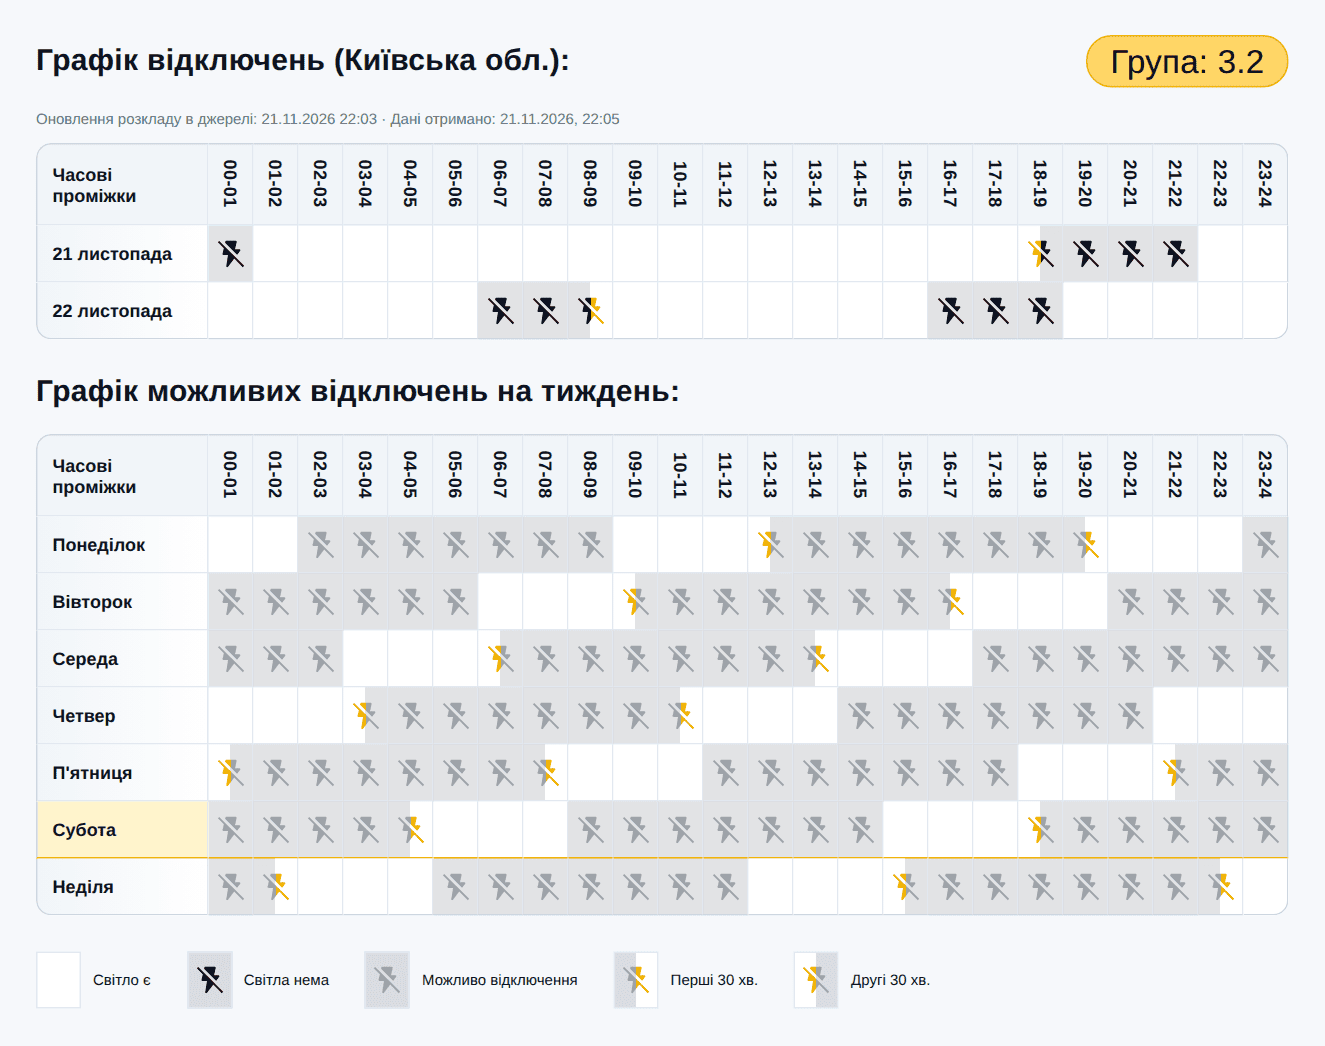 Графік відключень (Київська обл.):
Група: 3.2
Оновлення розкладу в джерелі: 21.11.2026 22:03 · Дані отримано: 21.11.2026, 22:05
Часові проміжки 00-01 01-02 02-03 03-04 04-05 05-06 06-07 07-08 08-09 09-10 10-11 11-12 12-13 13-14 14-15 15-16 16-17 17-18 18-19 19-20 20-21 21-22 22-23 23-24
21 листопада
22 листопада
Графік можливих відключень на тиждень:
Часові проміжки 00-01 01-02 02-03 03-04 04-05 05-06 06-07 07-08 08-09 09-10 10-11 11-12 12-13 13-14 14-15 15-16 16-17 17-18 18-19 19-20 20-21 21-22 22-23 23-24
Понеділок
Вівторок
Середа
Четвер
П'ятниця
Субота
Неділя
Світло є Світла нема Можливо відключення Перші 30 хв. Другі 30 хв.